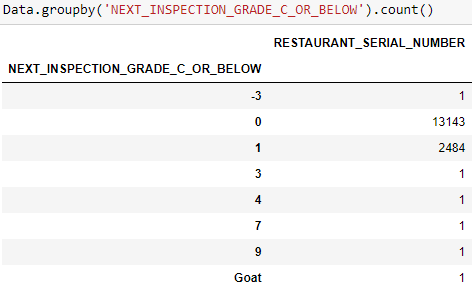 Data.groupby('NEXT_INSPECTION_GRADE_C_OR_BELOW').count()
RESTAURANT_SERIAL_NUMBER
NEXT_INSPECTION_GRADE_C_OR_BELOW
-3 1
0 13143
1 2484
3 1
4 1
7 1
9 1
Goat 1